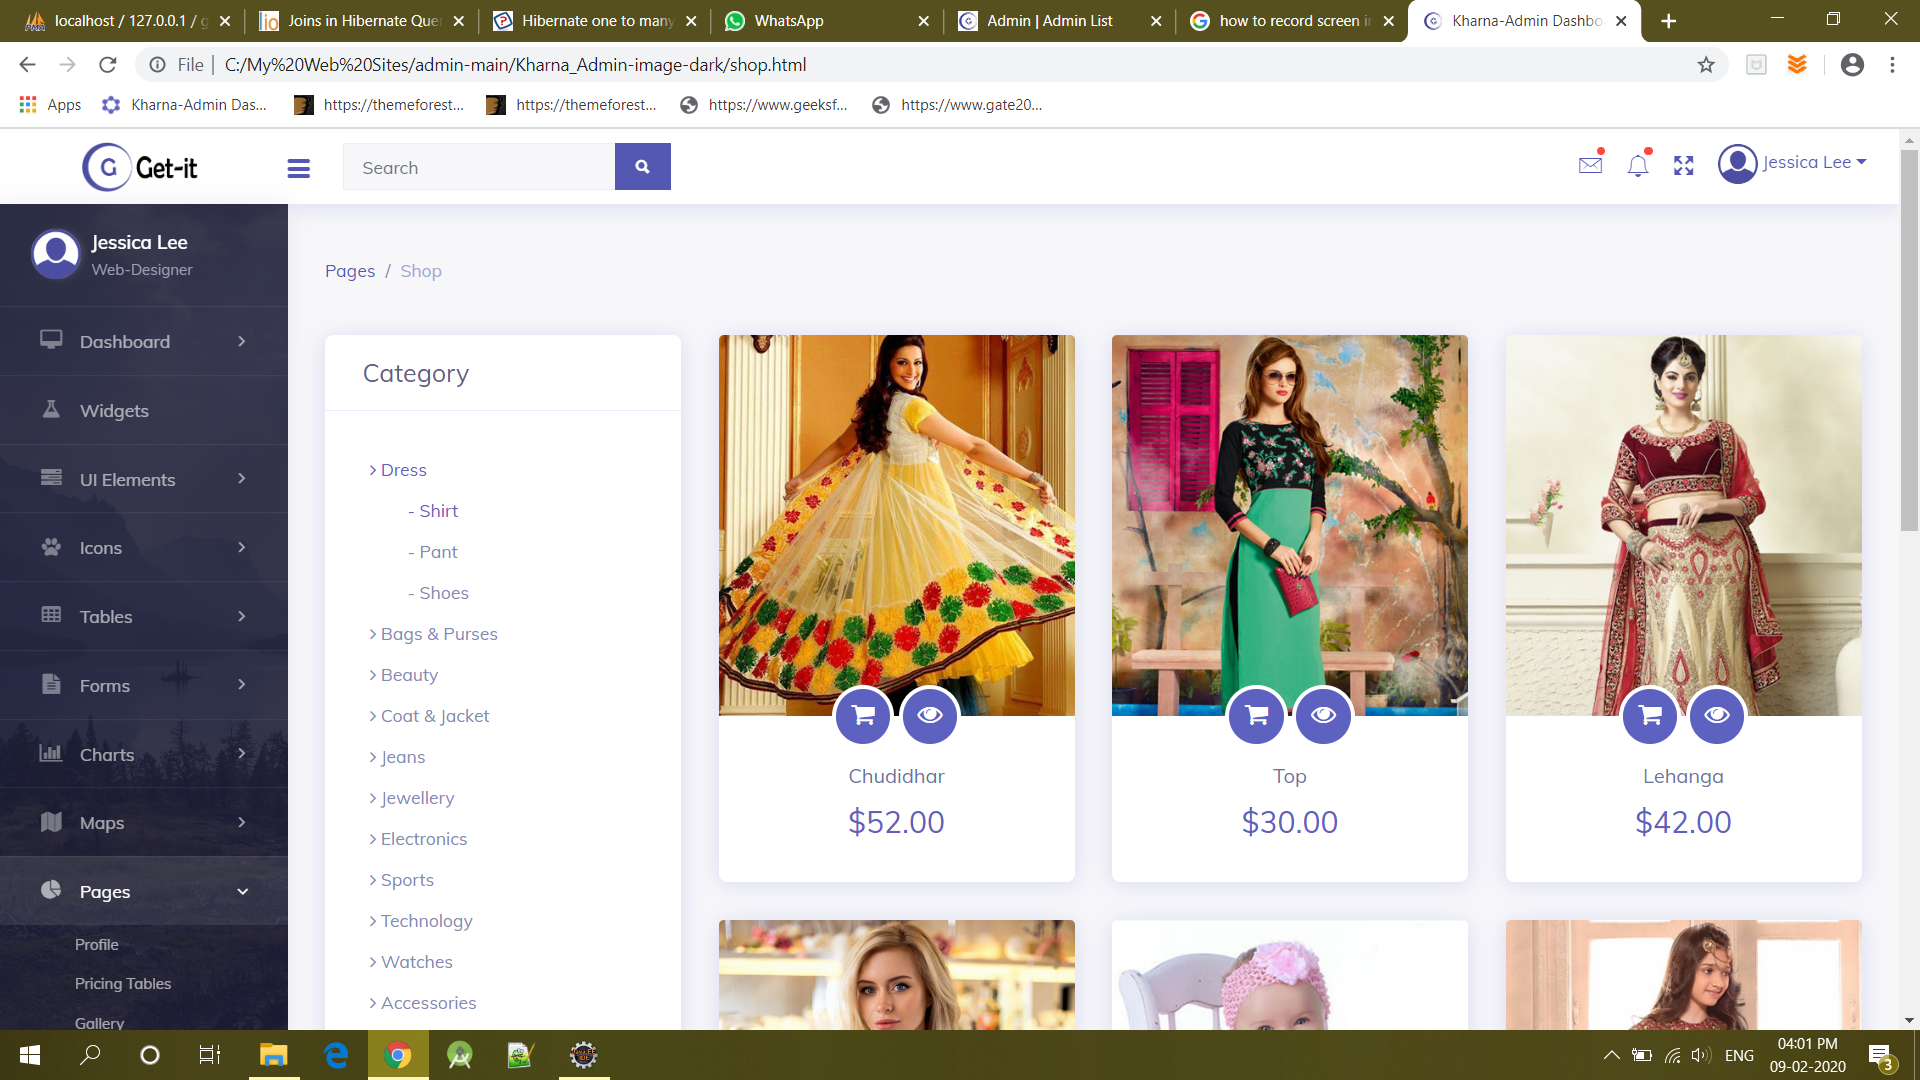 localhost / 127.0.0.1 / g
Joins in Hibernate Quer
Hibernate one to many
WhatsApp
Admin | Admin List
how to record screen i
Kharna-Admin Dashbo
File | C:/My%20Web%20Sites/admin-main/Kharna_Admin-image-dark/shop.html
Apps
Kharna-Admin Das...
https://themeforest...
https://themeforest...
https://www.geeksf...
https://www.gate20...
G Get-it
Search
Jessica Lee
Jessica Lee
Web-Designer
Dashboard
Widgets
UI Elements
Icons
Tables
Forms
Charts
Maps
Pages
Profile
Pricing Tables
Gallery
Pages / Shop
Category
Dress
- Shirt
- Pant
- Shoes
Bags & Purses
Beauty
Coat & Jacket
Jeans
Jewellery
Electronics
Sports
Technology
Watches
Accessories
Chudidhar
$52.00
Top
$30.00
Lehanga
$42.00
ENG
04:01 PM
09-02-2020
3